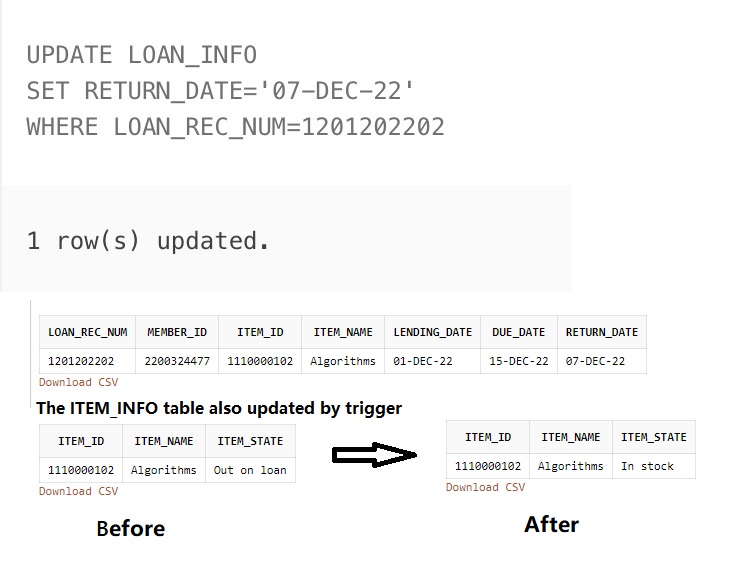 UPDATE LOAN_INFO
SET RETURN_DATE='07-DEC-22'
WHERE LOAN_REC_NUM=1201202202
1 row(s) updated.
LOAN_REC_NUM MEMBER_ID ITEM_ID ITEM_NAME LENDING_DATE DUE_DATE RETURN_DATE
1201202202 2200324477 1110000102 Algorithms 01-DEC-22 15-DEC-22 07-DEC-22
Download CSV
The ITEM_INFO table also updated by trigger
ITEM_ID ITEM_NAME ITEM_STATE
1110000102 Algorithms Out on loan
Download CSV
Before
ITEM_ID ITEM_NAME ITEM_STATE
1110000102 Algorithms In stock
Download CSV
After